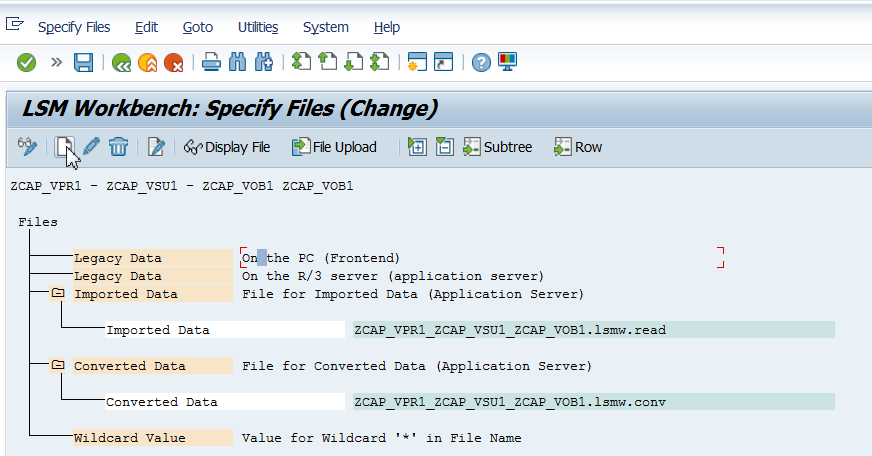 Specify Files Edit Goto Utilities System Help
LSM Workbench: Specify Files (Change)
Display File File Upload Subtree Row
ZCAP_VPR1 - ZCAP_VSU1 - ZCAP_VOB1 ZCAP_VOB1
Files
Legacy Data On the PC (Frontend)
Legacy Data On the R/3 server (application server)
Imported Data File for Imported Data (Application Server)
Imported Data ZCAP_VPR1_ZCAP_VSU1_ZCAP_VOB1.lsmw.read
Converted Data File for Converted Data (Application Server)
Converted Data ZCAP_VPR1_ZCAP_VSU1_ZCAP_VOB1.lsmw.conv
Wildcard Value Value for Wildcard '*' in File Name